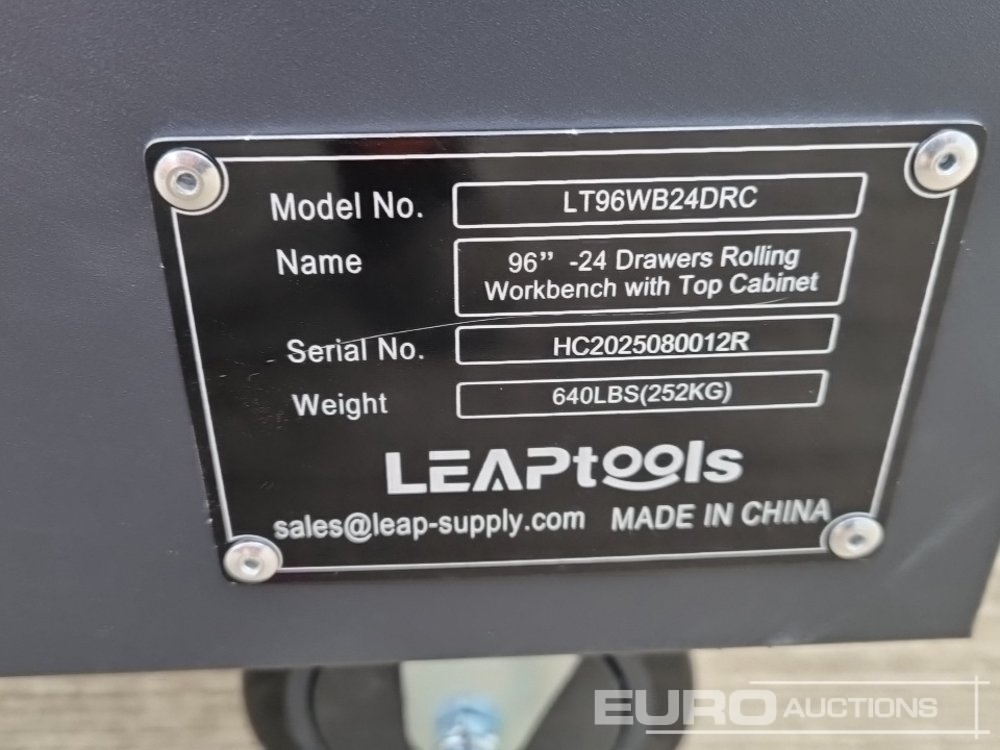 Model No. LT96WB24DRC
Name 96” -24 Drawers Rolling
Workbench with Top Cabinet
Serial No. HC2025080012R
Weight 640LBS(252KG)
LEAPtools
sales@leap-supply.com MADE IN CHINA
EURO AUCTIONS